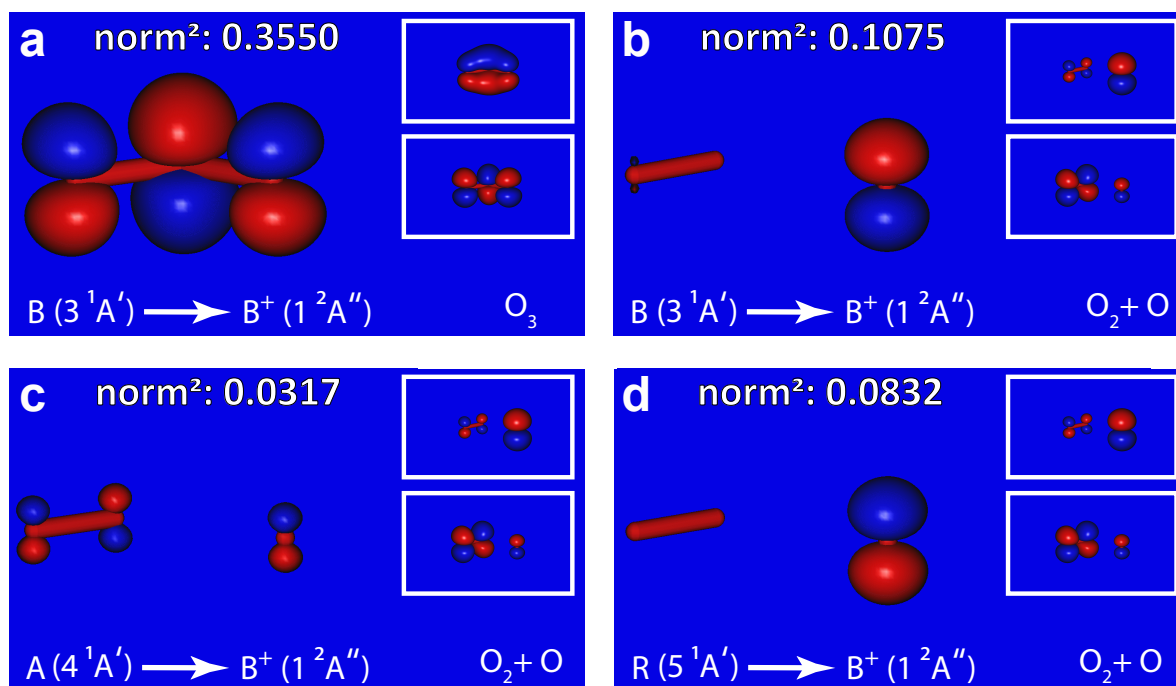 a norm²: 0.3550
B (3 ¹A′) ⟶ B⁺ (1 ²A″) O₃
b norm²: 0.1075
B (3 ¹A′) ⟶ B⁺ (1 ²A″) O₂+ O
c norm²: 0.0317
A (4 ¹A′) ⟶ B⁺ (1 ²A″) O₂+ O
d norm²: 0.0832
R (5 ¹A′) ⟶ B⁺ (1 ²A″) O₂+ O